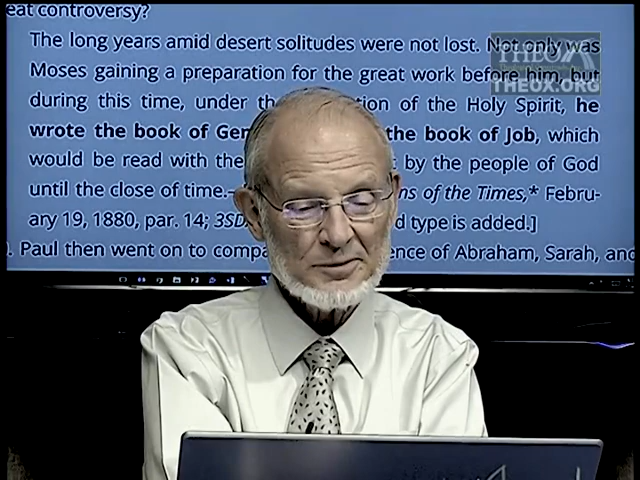 eat controversy?
The long years amid desert solitudes were not lost. Not only was
Moses gaining a preparation for the great work before him, but
during this time, under th tion of the Holy Spirit, he
wrote the book of Gen the book of Job, which
would be read with the t by the people of God
until the close of time.— ns of the Times,* Febru-
ary 19, 1880, par. 14; 3SD d type is added.]
). Paul then went on to compa ence of Abraham, Sarah, and
THEOX
THEOX.ORG